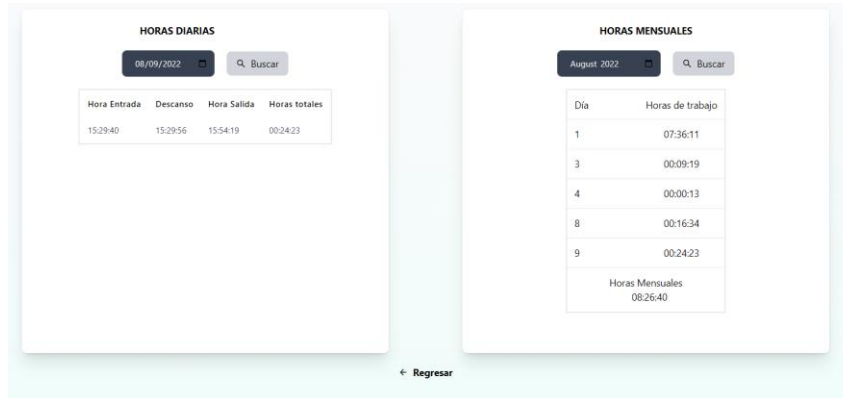 HORAS DIARIAS
08/09/2022 Buscar
Hora Entrada Descanso Hora Salida Horas totales
15:29:40 15:29:56 15:54:19 00:24:23
HORAS MENSUALES
August 2022 Buscar
Día Horas de trabajo
1 07:36:11
3 00:09:19
4 00:00:13
8 00:16:34
9 00:24:23
Horas Mensuales
08:26:40
← Regresar